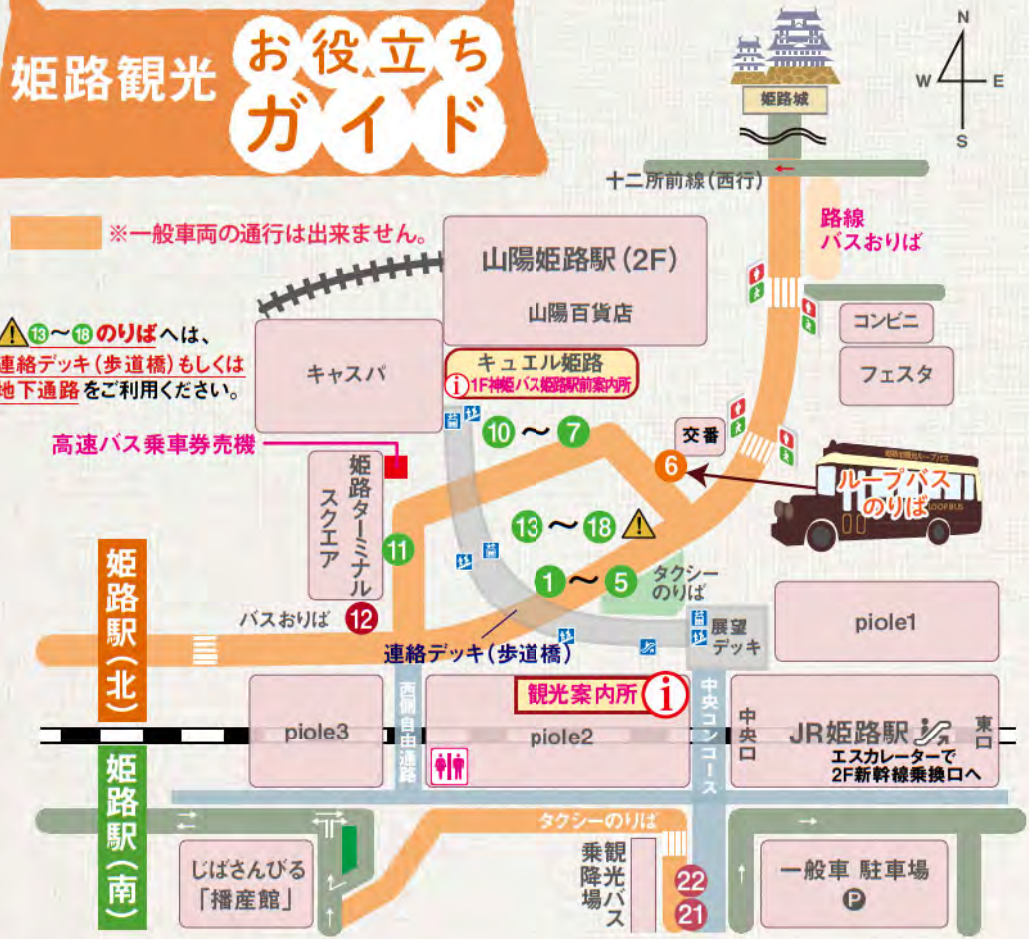 姫路観光
お役立ち
ガイド
姫路城
N
W
E
S
十二所前線(西行)
※一般車両の通行は出来ません。
路線
バスおりば
山陽姫路駅(2F)
山陽百貨店
コンビニ
フェスタ
⑬～⑱のりばへは、
連絡デッキ(歩道橋)もしくは
地下通路をご利用ください。
キャスパ
キュエル姫路
i 1F神姫バス姫路駅前案内所
高速バス乗車券売機
⑩～⑦
交番
⑥
ループバス
のりば
LOOP BUS
姫路ターミナル
スクエア
⑪
⑬～⑱
①～⑤
タクシー
のりば
バスおりば ⑫
連絡デッキ(歩道橋)
展望
デッキ
piole1
姫路駅(北)
観光案内所 i
piole3
西側自由通路
piole2
中央コンコース
中央口
JR姫路駅
東口
エスカレーターで
2F新幹線乗換口へ
姫路駅(南)
タクシーのりば
じばさんびる
「播産館」
観光バス
乗降場
22
21
一般車 駐車場
P